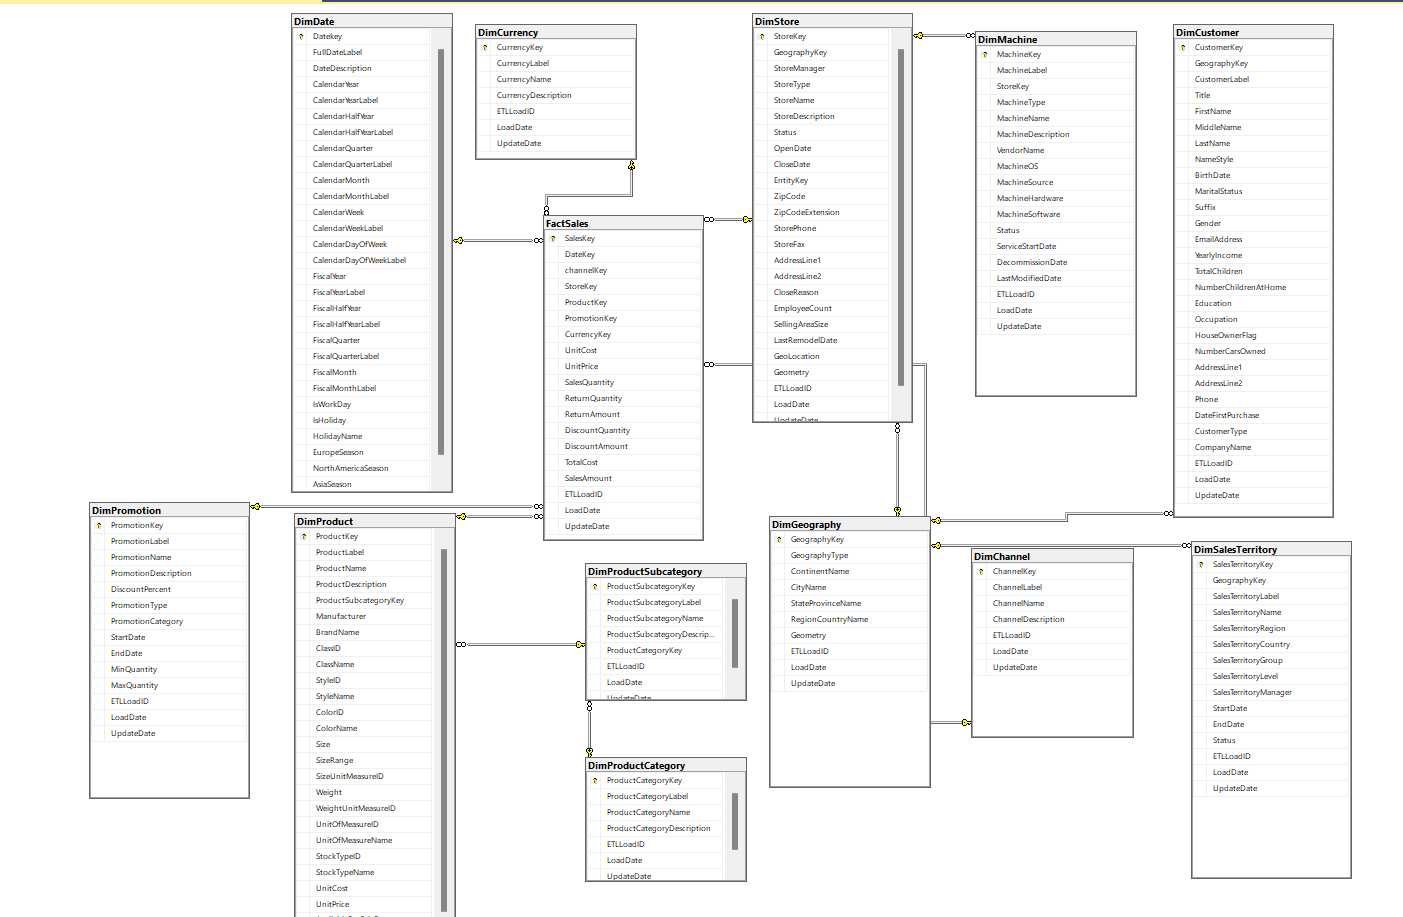 DimDate
Datekey
FullDateLabel
DateDescription
CalendarYear
CalendarYearLabel
CalendarHalfYear
CalendarHalfYearLabel
CalendarQuarter
CalendarQuarterLabel
CalendarMonth
CalendarMonthLabel
CalendarWeek
CalendarWeekLabel
CalendarDayOfWeek
CalendarDayOfWeekLabel
FiscalYear
FiscalYearLabel
FiscalHalfYear
FiscalHalfYearLabel
FiscalQuarter
FiscalQuarterLabel
FiscalMonth
FiscalMonthLabel
IsWorkDay
IsHoliday
HolidayName
EuropeSeason
NorthAmericaSeason
AsiaSeason
DimCurrency
CurrencyKey
CurrencyLabel
CurrencyName
CurrencyDescription
ETLLoadID
LoadDate
UpdateDate
FactSales
SalesKey
DateKey
channelKey
StoreKey
ProductKey
PromotionKey
CurrencyKey
UnitCost
UnitPrice
SalesQuantity
ReturnQuantity
ReturnAmount
DiscountQuantity
DiscountAmount
TotalCost
SalesAmount
ETLLoadID
LoadDate
UpdateDate
DimStore
StoreKey
GeographyKey
StoreManager
StoreType
StoreName
StoreDescription
Status
OpenDate
CloseDate
EntityKey
ZipCode
ZipCodeExtension
StorePhone
StoreFax
AddressLine1
AddressLine2
CloseReason
EmployeeCount
SellingAreaSize
LastRemodelDate
GeoLocation
Geometry
ETLLoadID
LoadDate
UpdateDate
DimMachine
MachineKey
MachineLabel
StoreKey
MachineType
MachineName
MachineDescription
VendorName
MachineOS
MachineSource
MachineHardware
MachineSoftware
Status
ServiceStartDate
DecommissionDate
LastModifiedDate
ETLLoadID
LoadDate
UpdateDate
DimCustomer
CustomerKey
GeographyKey
CustomerLabel
Title
FirstName
MiddleName
LastName
NameStyle
BirthDate
MaritalStatus
Suffix
Gender
EmailAddress
YearlyIncome
TotalChildren
NumberChildrenAtHome
Education
Occupation
HouseOwnerFlag
NumberCarsOwned
AddressLine1
AddressLine2
Phone
DateFirstPurchase
CustomerType
CompanyName
ETLLoadID
LoadDate
UpdateDate
DimPromotion
PromotionKey
PromotionLabel
PromotionName
PromotionDescription
DiscountPercent
PromotionType
PromotionCategory
StartDate
EndDate
MinQuantity
MaxQuantity
ETLLoadID
LoadDate
UpdateDate
DimProduct
ProductKey
ProductLabel
ProductName
ProductDescription
ProductSubcategoryKey
Manufacturer
BrandName
ClassID
ClassName
StyleID
StyleName
ColorID
ColorName
Size
SizeRange
SizeUnitMeasureID
Weight
WeightUnitMeasureID
UnitOfMeasureID
UnitOfMeasureName
StockTypeID
StockTypeName
UnitCost
UnitPrice
DimProductSubcategory
ProductSubcategoryKey
ProductSubcategoryLabel
ProductSubcategoryName
ProductSubcategoryDescrip...
ProductCategoryKey
ETLLoadID
LoadDate
UpdateDate
DimProductCategory
ProductCategoryKey
ProductCategoryLabel
ProductCategoryName
ProductCategoryDescription
ETLLoadID
LoadDate
UpdateDate
DimGeography
GeographyKey
GeographyType
ContinentName
CityName
StateProvinceName
RegionCountryName
Geometry
ETLLoadID
LoadDate
UpdateDate
DimChannel
ChannelKey
ChannelLabel
ChannelName
ChannelDescription
ETLLoadID
LoadDate
UpdateDate
DimSalesTerritory
SalesTerritoryKey
GeographyKey
SalesTerritoryLabel
SalesTerritoryName
SalesTerritoryRegion
SalesTerritoryCountry
SalesTerritoryGroup
SalesTerritoryLevel
SalesTerritoryManager
StartDate
EndDate
Status
ETLLoadID
LoadDate
UpdateDate